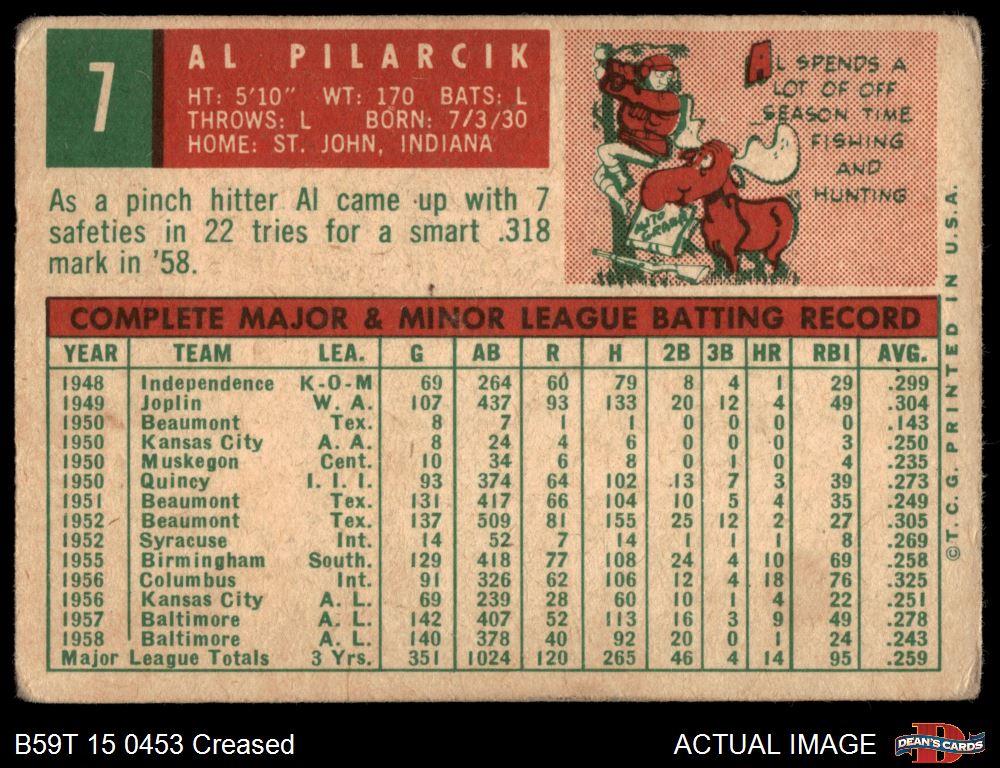 7
AL PILARCIK
HT: 5'10" WT: 170 BATS: L
THROWS: L BORN: 7/3/30
HOME: ST. JOHN, INDIANA
AL SPENDS A
LOT OF OFF
SEASON TIME
FISHING
AND
HUNTING
AUTO
GRAPH
As a pinch hitter Al came up with 7
safeties in 22 tries for a smart .318
mark in '58.
COMPLETE MAJOR & MINOR LEAGUE BATTING RECORD
YEAR TEAM LEA. G AB R H 2B 3B HR RBI AVG.
1948 Independence K-O-M 69 264 60 79 8 4 1 29 .299
1949 Joplin W. A. 107 437 93 133 20 12 4 49 .304
1950 Beaumont Tex. 8 7 1 1 0 0 0 0 .143
1950 Kansas City A. A. 8 24 4 6 0 0 0 3 .250
1950 Muskegon Cent. 10 34 6 8 0 1 0 4 .235
1950 Quincy I. I. I. 93 374 64 102 13 7 3 39 .273
1951 Beaumont Tex. 131 417 66 104 10 5 4 35 .249
1952 Beaumont Tex. 137 509 81 155 25 12 2 27 .305
1952 Syracuse Int. 14 52 7 14 1 1 1 8 .269
1955 Birmingham South. 129 418 77 108 24 4 10 69 .258
1956 Columbus Int. 91 326 62 106 12 4 18 76 .325
1956 Kansas City A. L. 69 239 28 60 10 1 4 22 .251
1957 Baltimore A. L. 142 407 52 113 16 3 9 49 .278
1958 Baltimore A. L. 140 378 40 92 20 0 1 24 .243
Major League Totals 3 Yrs. 351 1024 120 265 46 4 14 95 .259
©T.C.G. PRINTED IN U.S.A.
B59T 15 0453 Creased
ACTUAL IMAGE
D
DEAN'S CARDS